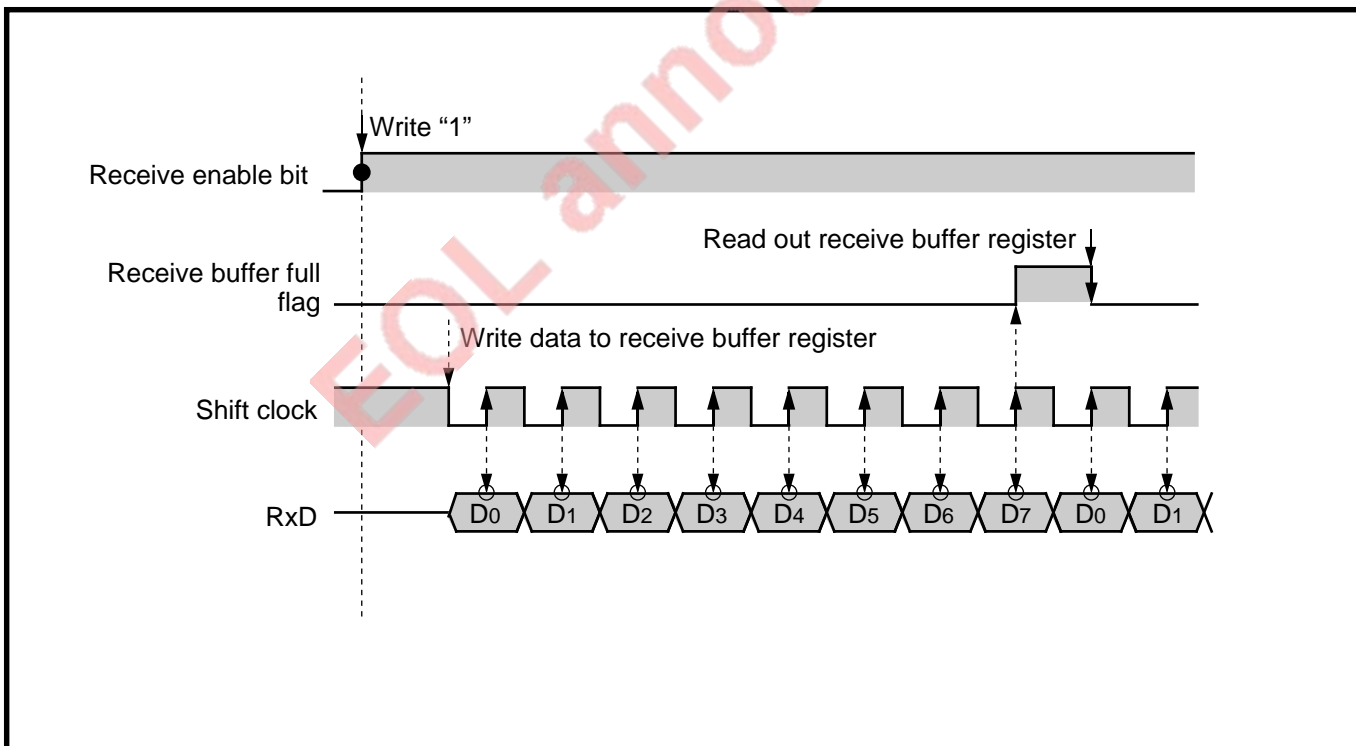 EOL annou
Write “1”
Receive enable bit
Read out receive buffer register
Receive buffer full
flag
Write data to receive buffer register
Shift clock
RxD
D0 D1 D2 D3 D4 D5 D6 D7 D0 D1